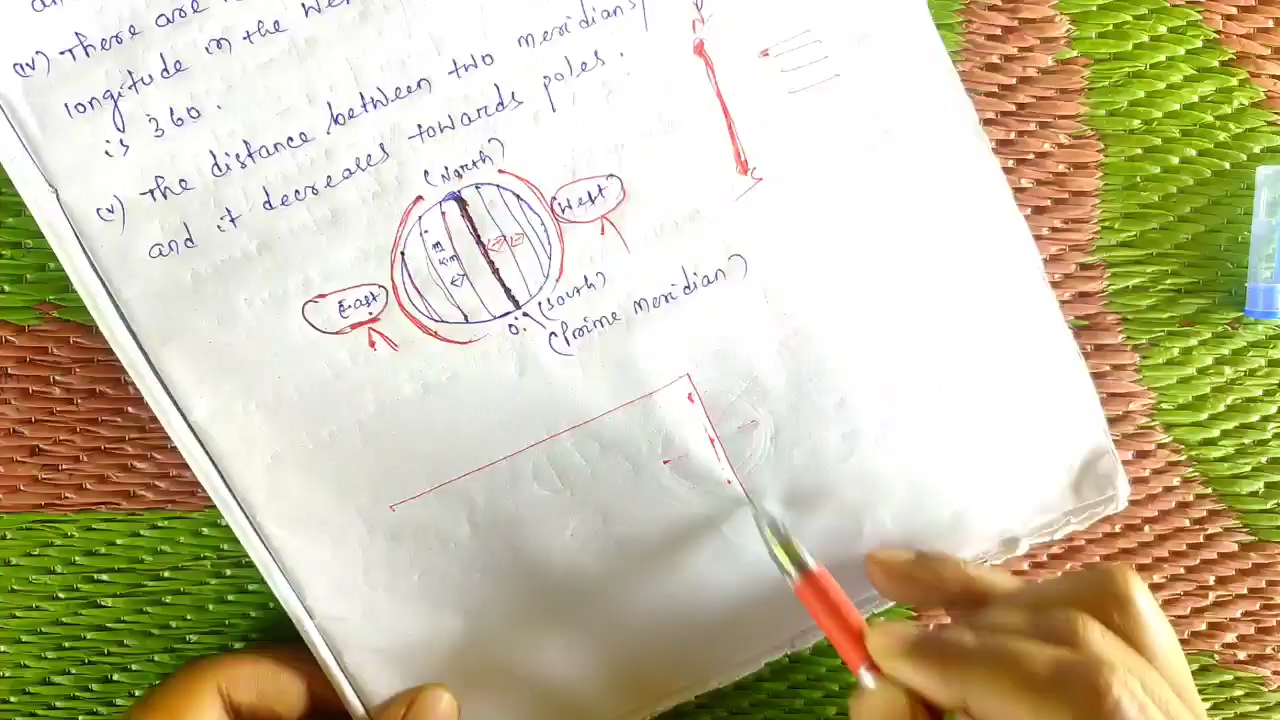 (iv) There are
longitude in the
is 360.
(v) The distance between two meridians
and it decreases towards poles.
(North)
West
m
km
East
(South)
0°
(Prime Meridian)
N
S